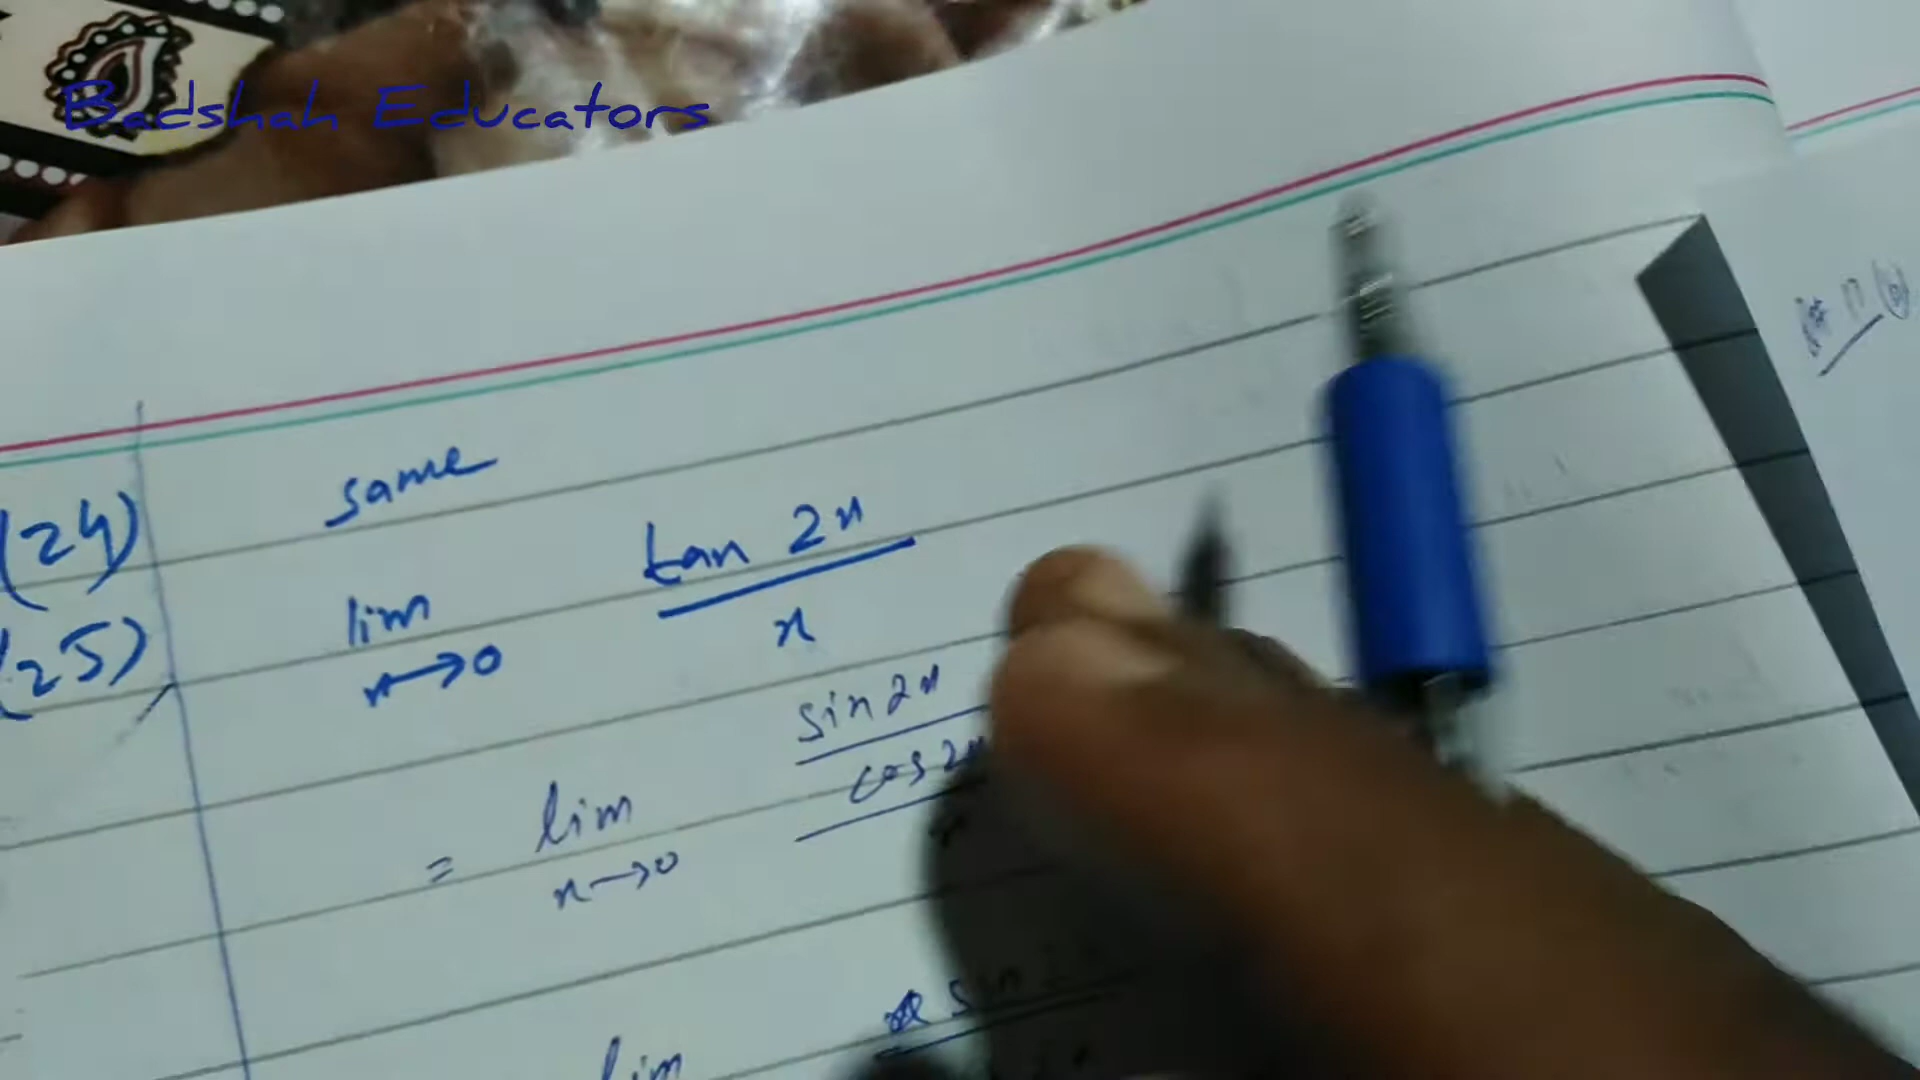 Badshah Educators
(24) same
(25) lim x→0 tan 2x / x
= lim x→0 sin 2x / cos 2x
lim